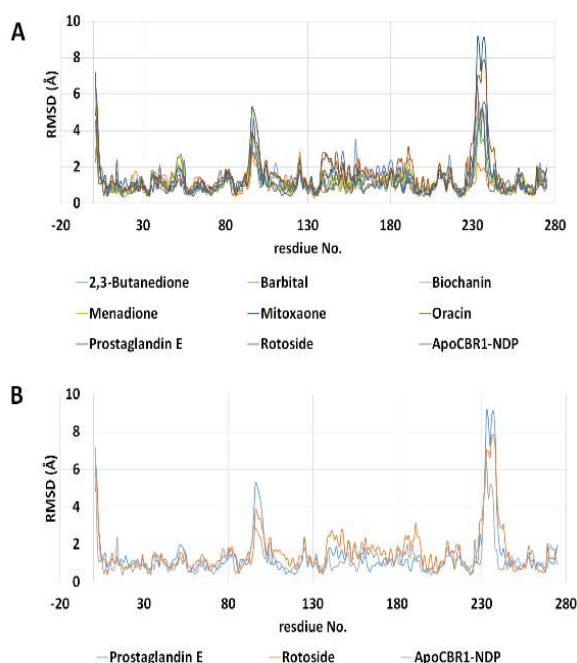 A
RMSD (Å)
10
8
6
4
2
0
-20 30 80 130 180 230 280
resdiue No.
2,3-Butanedione Barbital Biochanin
Menadione Mitoxaone Oracin
Prostaglandin E Rotoside ApoCBR1-NDP
B
RMSD (Å)
10
8
6
4
2
0
-20 30 80 130 180 230 280
resdiue No.
Prostaglandin E Rotoside ApoCBR1-NDP